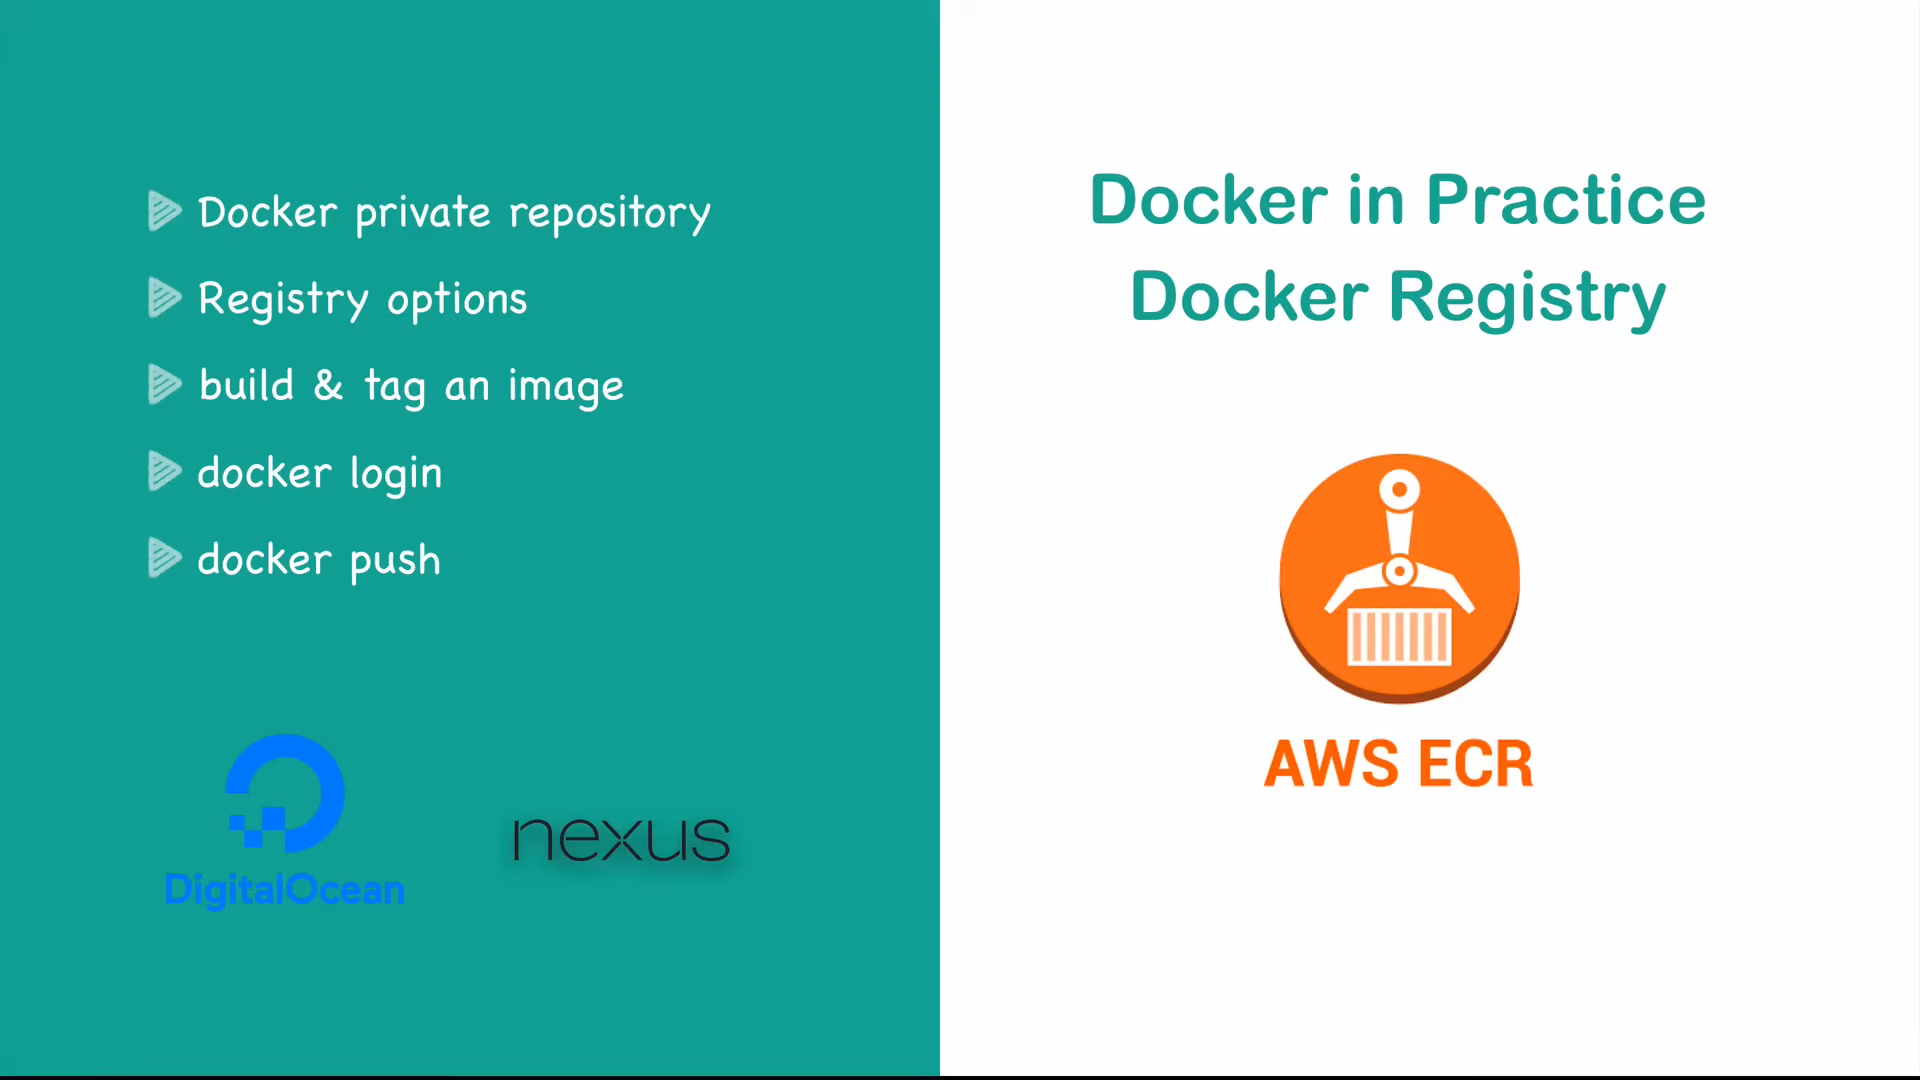 Docker private repository
Registry options
build & tag an image
docker login
docker push
DigitalOcean
nexus
Docker in Practice
Docker Registry
AWS ECR